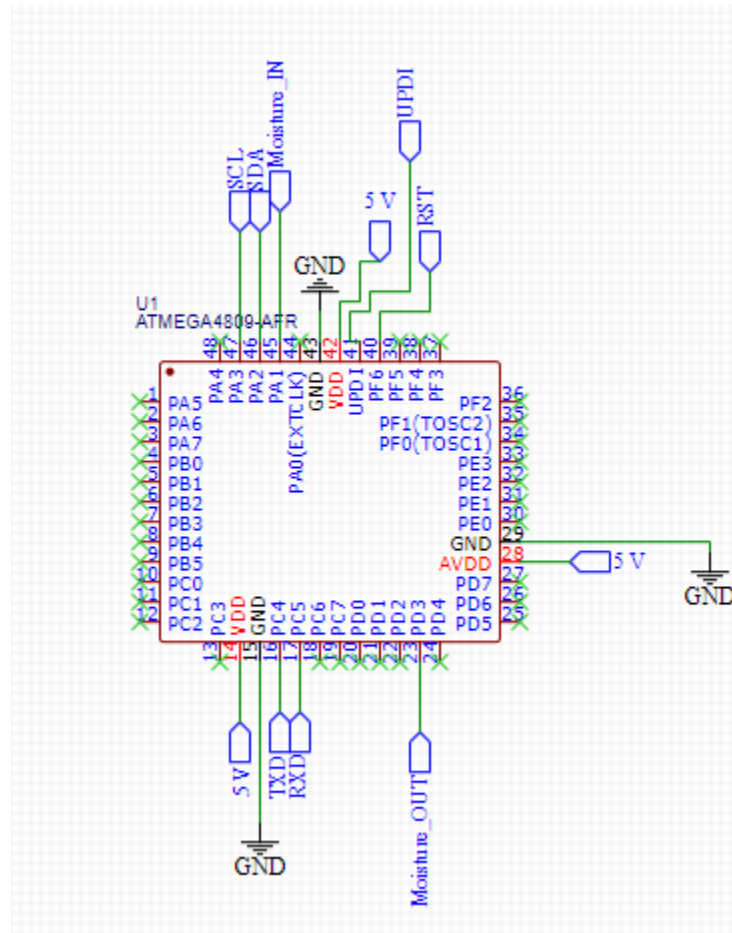 UPDI
Moisture_IN
SCL
SDA
5 V
RST
GND
U1
ATMEGA4809-AFR
48
47
46
45
44
43
42
41
40
39
38
37
PA4
PA3
PA2
PA1
PA0(EXTCLK)
GND
VDD
UPDI
PF6
PF5
PF4
PF3
1 PA5
2 PA6
3 PA7
4 PB0
5 PB1
6 PB2
7 PB3
8 PB4
9 PB5
10 PC0
11 PC1
12 PC2
PF2 36
PF1(TOSC2) 35
PF0(TOSC1) 34
PE3 33
PE2 32
PE1 31
PE0 30
GND 29
AVDD 28
PD7 27
PD6 26
PD5 25
5 V
GND
PC3
VDD
GND
PC4
PC5
PC6
PC7
PD0
PD1
PD2
PD3
PD4
13
14
15
16
17
18
19
20
21
22
23
24
5 V
TXD
RXD
GND
Moisture_OUT